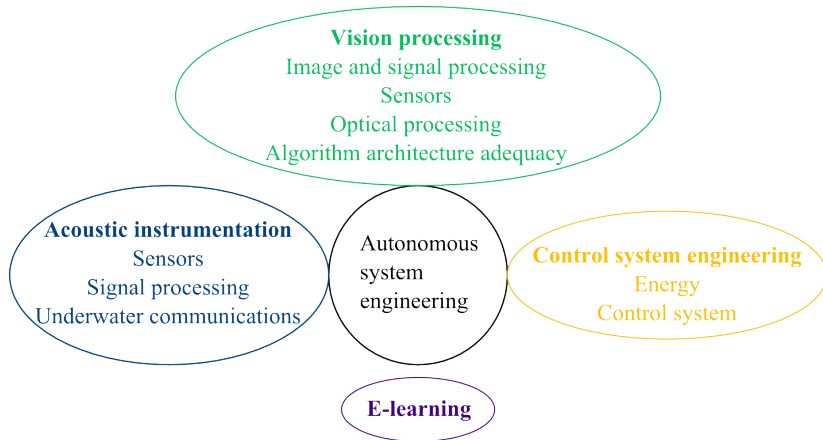 Vision processing
Image and signal processing
Sensors
Optical processing
Algorithm architecture adequacy
Acoustic instrumentation
Sensors
Signal processing
Underwater communications
Autonomous
system
engineering
Control system engineering
Energy
Control system
E-learning